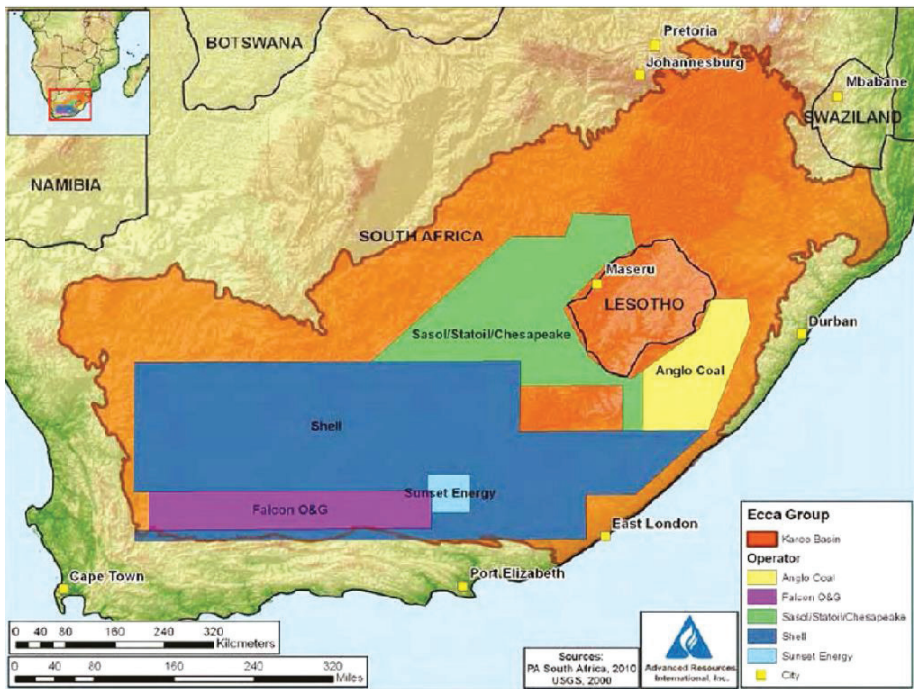 BOTSWANA
Pretoria
Johannesburg
Mbabane
SWAZILAND
NAMIBIA
SOUTH AFRICA
Maseru
LESOTHO
Durban
Sasol/Statoil/Chesapeake
Anglo Coal
Shell
Sunset Energy
Falcon O&G
East London
Cape Town
Port Elizabeth
0 40 80 160 240 320
Kilometers
0 40 80 160 240 320
Miles
Sources:
PA South Africa, 2010
USGS, 2000
Advanced Resources
International, Inc.
Ecca Group
Karoo Basin
Operator
Anglo Coal
Falcon O&G
Sasol/Statoil/Chesapeake
Shell
Sunset Energy
City